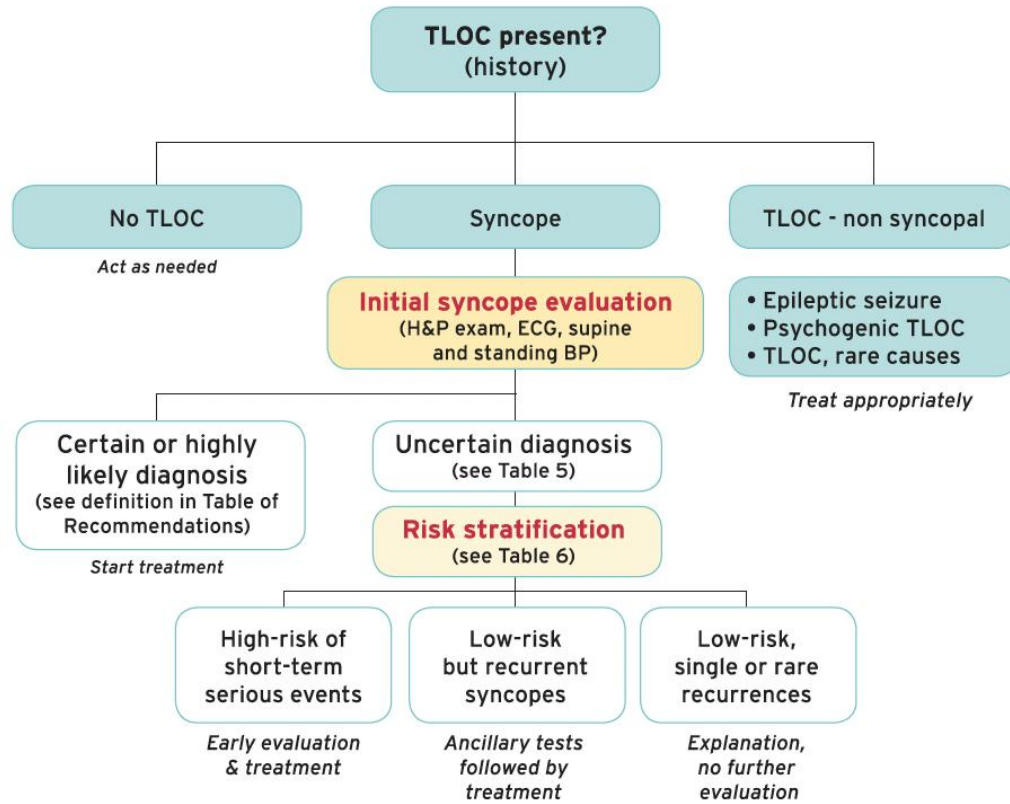 TLOC present?
(history)
No TLOC
Act as needed
Syncope
TLOC - non syncopal
Initial syncope evaluation
(H&P exam, ECG, supine
and standing BP)
• Epileptic seizure
• Psychogenic TLOC
• TLOC, rare causes
Treat appropriately
Certain or highly
likely diagnosis
(see definition in Table of
Recommendations)
Start treatment
Uncertain diagnosis
(see Table 5)
Risk stratification
(see Table 6)
High-risk of
short-term
serious events
Early evaluation
& treatment
Low-risk
but recurrent
syncopes
Ancillary tests
followed by
treatment
Low-risk,
single or rare
recurrences
Explanation,
no further
evaluation